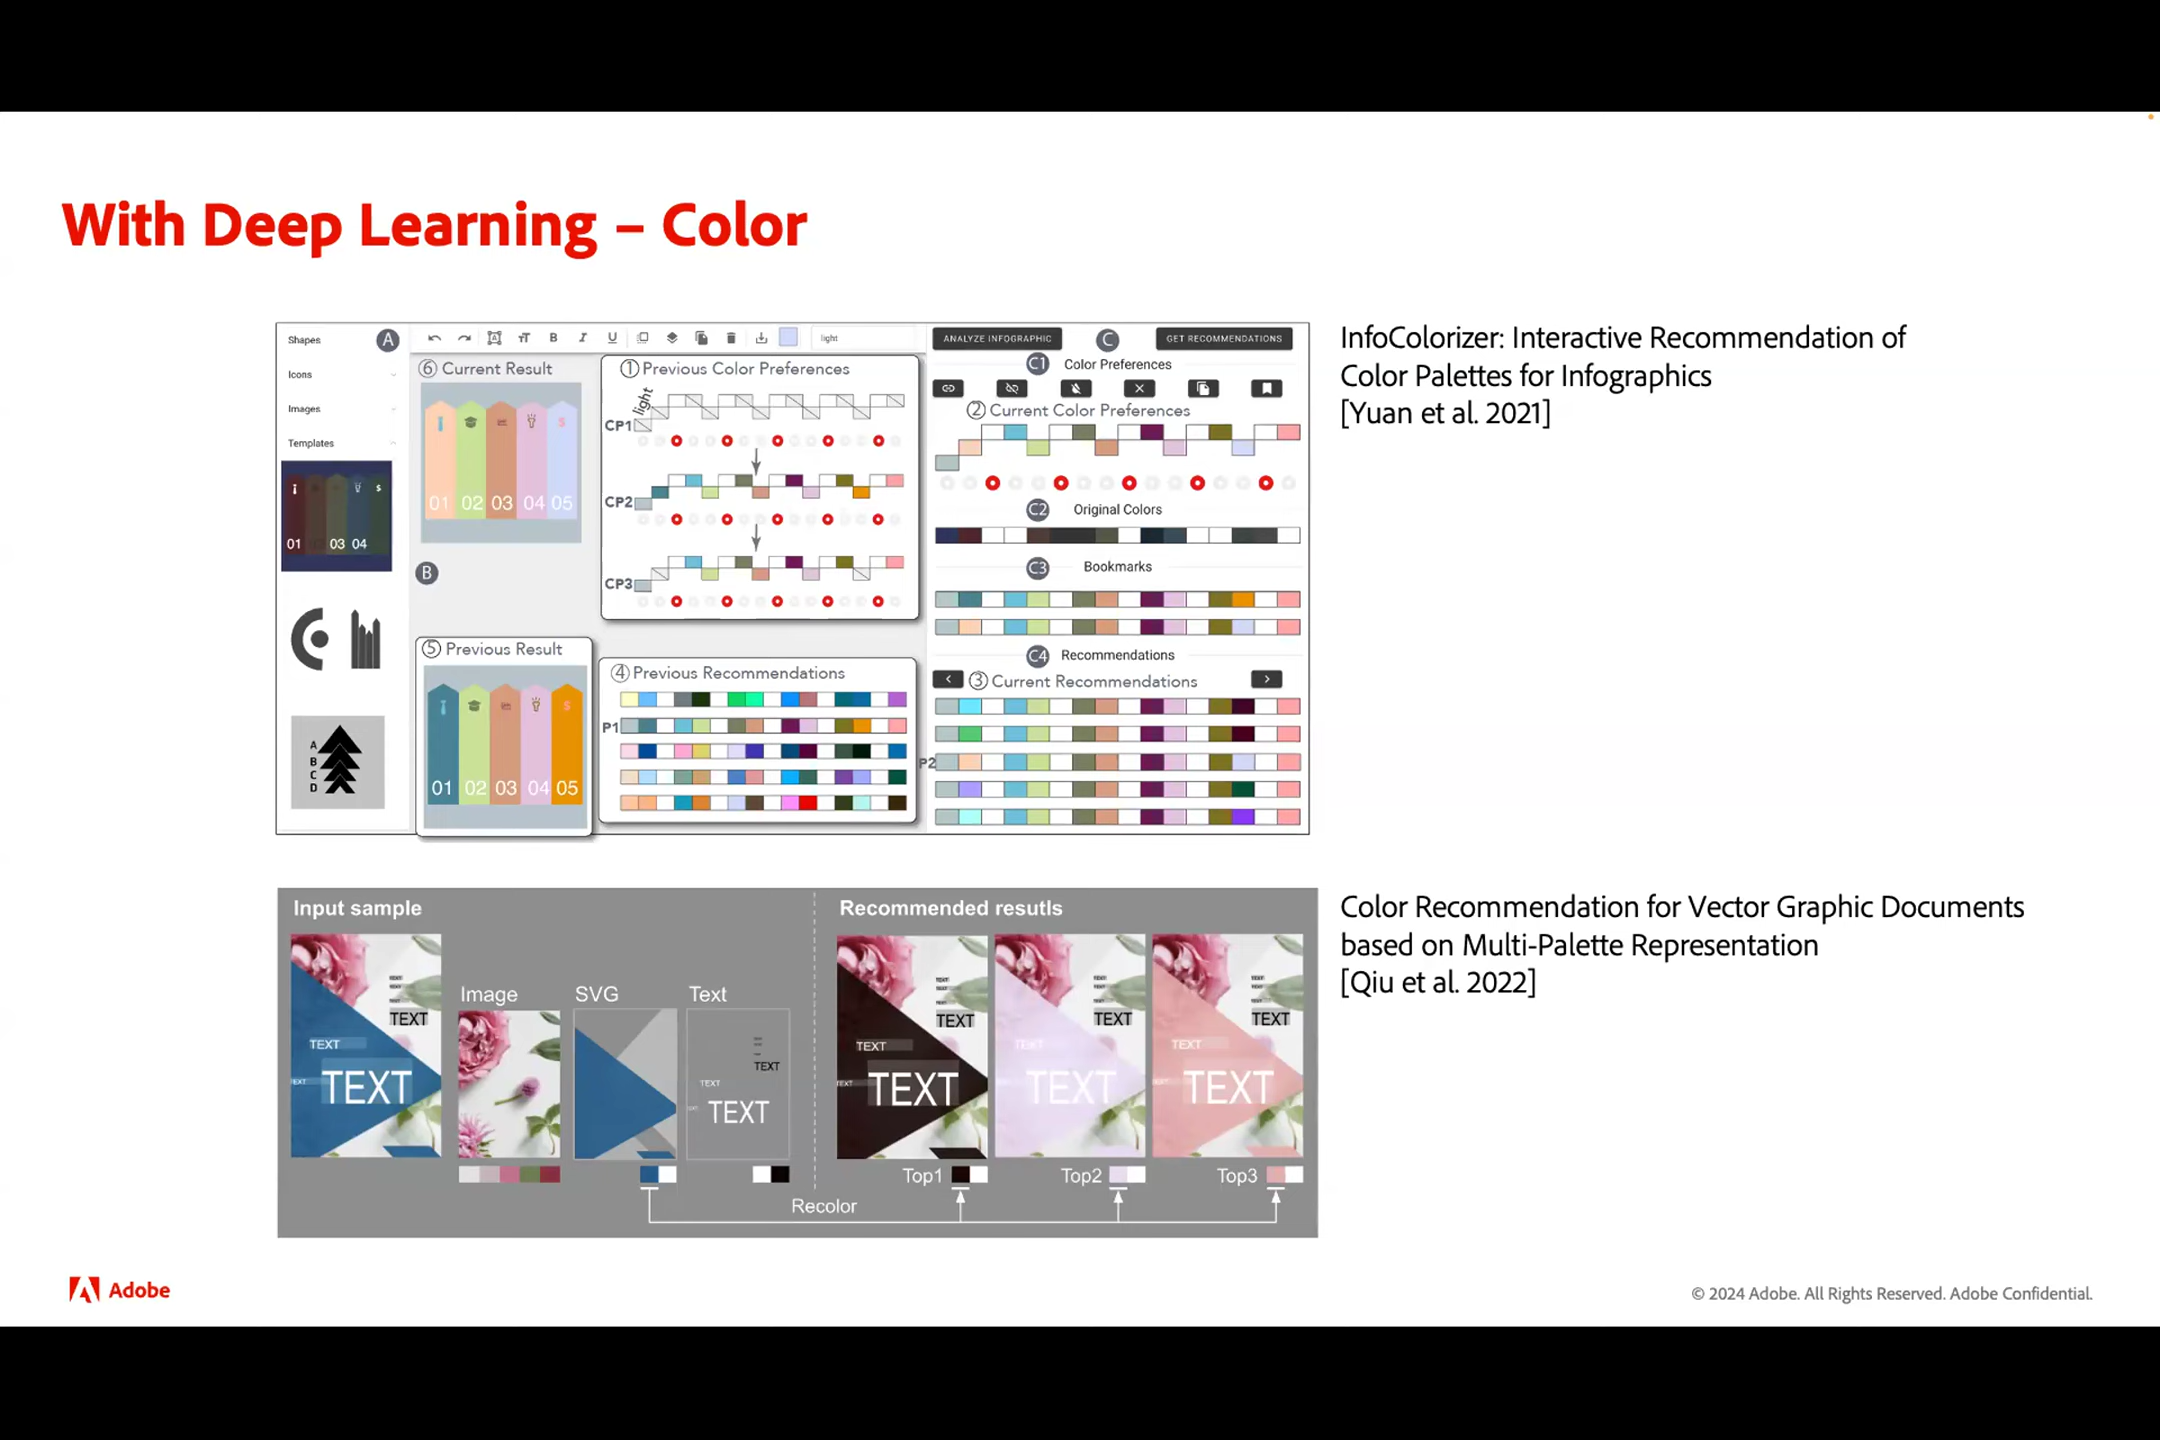 With Deep Learning – Color
Shapes
A
Icons
Images
Templates
01 03 04
A
B
C
D
B I U light
⑥ Current Result
01 02 03 04 05
B
⑤ Previous Result
01 02 03 04 05
① Previous Color Preferences
light
CP1
CP2
CP3
④ Previous Recommendations
P1
ANALYZE INFOGRAPHIC
C
GET RECOMMENDATIONS
C1 Color Preferences
② Current Color Preferences
C2 Original Colors
C3 Bookmarks
C4 Recommendations
③ Current Recommendations
P2
InfoColorizer: Interactive Recommendation of
Color Palettes for Infographics
[Yuan et al. 2021]
Input sample
TEXT
TEXT
TEXT
Image
SVG
Text
TEXT
TEXT
TEXT
Recommended resutls
TEXT
TEXT
TEXT
TEXT
TEXT
TEXT
TEXT
TEXT
TEXT
Top1
Top2
Top3
Recolor
Color Recommendation for Vector Graphic Documents
based on Multi-Palette Representation
[Qiu et al. 2022]
Adobe
© 2024 Adobe. All Rights Reserved. Adobe Confidential.